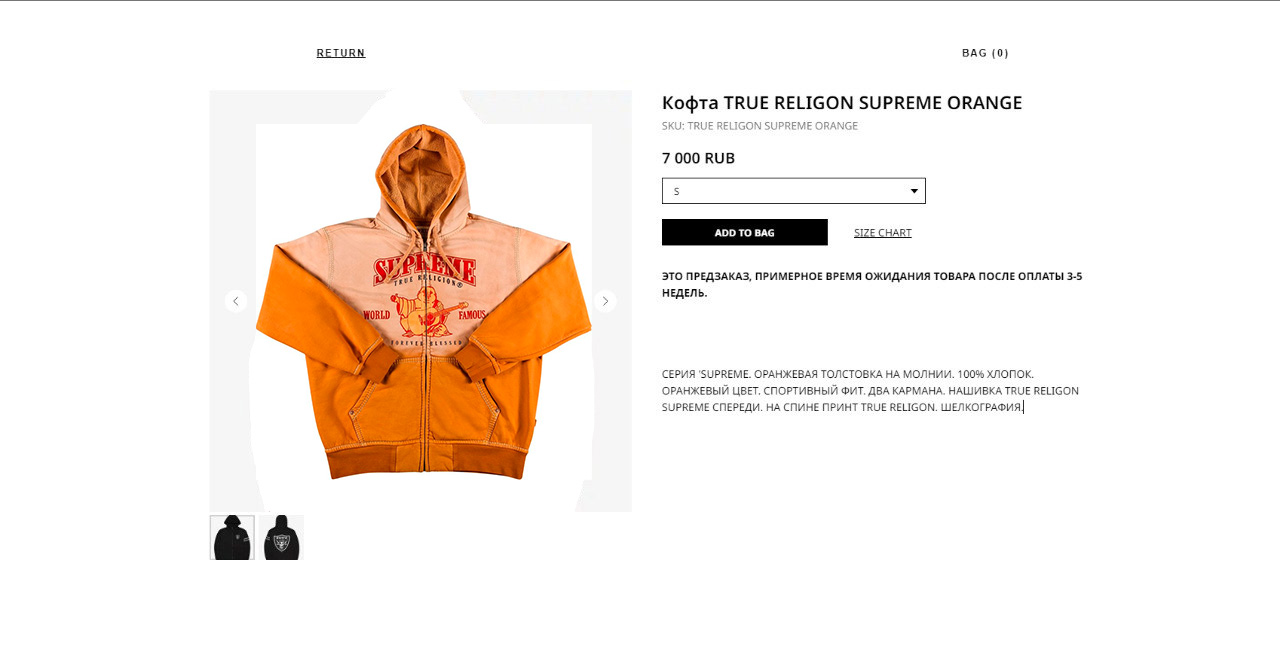 RETURN
BAG (0)
Кофта TRUE RELIGON SUPREME ORANGE
SKU: TRUE RELIGON SUPREME ORANGE
7 000 RUB
S
ADD TO BAG
SIZE CHART
ЭТО ПРЕДЗАКАЗ, ПРИМЕРНОЕ ВРЕМЯ ОЖИДАНИЯ ТОВАРА ПОСЛЕ ОПЛАТЫ 3-5
НЕДЕЛЬ.
СЕРИЯ 'SUPREME. ОРАНЖЕВАЯ ТОЛСТОВКА НА МОЛНИИ. 100% ХЛОПОК.
ОРАНЖЕВЫЙ ЦВЕТ. СПОРТИВНЫЙ ФИТ. ДВА КАРМАНА. НАШИВКА TRUE RELIGON
SUPREME СПЕРЕДИ. НА СПИНЕ ПРИНТ TRUE RELIGON. ШЕЛКОГРАФИЯ.
SUPREME
TRUE RELIGION®
WORLD FAMOUS
FOREVER BLESSED